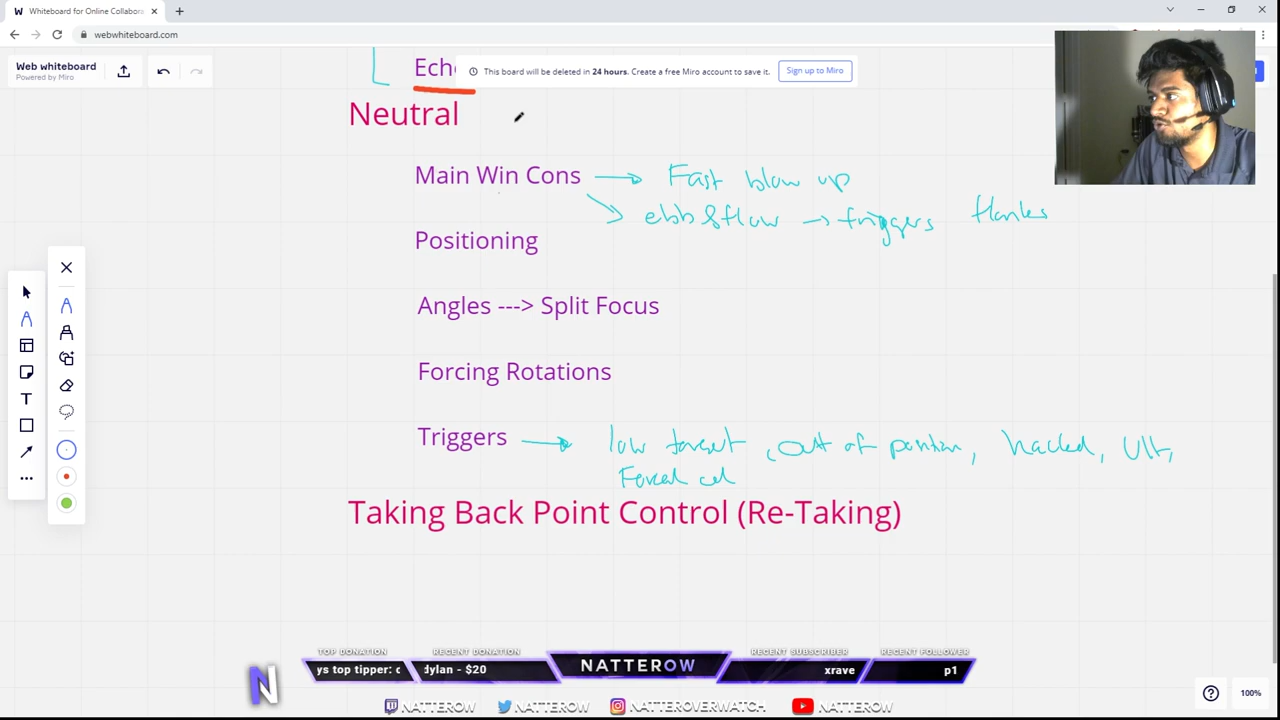 Whiteboard for Online Collabora
webwhiteboard.com
Web whiteboard
Powered by Miro
This board will be deleted in 24 hours. Create a free Miro account to save it.
Sign up to Miro
Ech
Neutral
Main Win Cons → Fast blow up
ebb & flow → triggers flanks
Positioning
Angles ---> Split Focus
Forcing Rotations
Triggers → low target, out of position, hacked, Ult,
Forced cd
Taking Back Point Control (Re-Taking)
T
TOP DONATION
RECENT DONATION
RECENT SUBSCRIBER
RECENT FOLLOWER
ys top tipper: c
dylan - $20
NATTEROW
xrave
p1
N
NATTEROW
NATTEROW
NATTEROVERWATCH
NATTEROW
100%